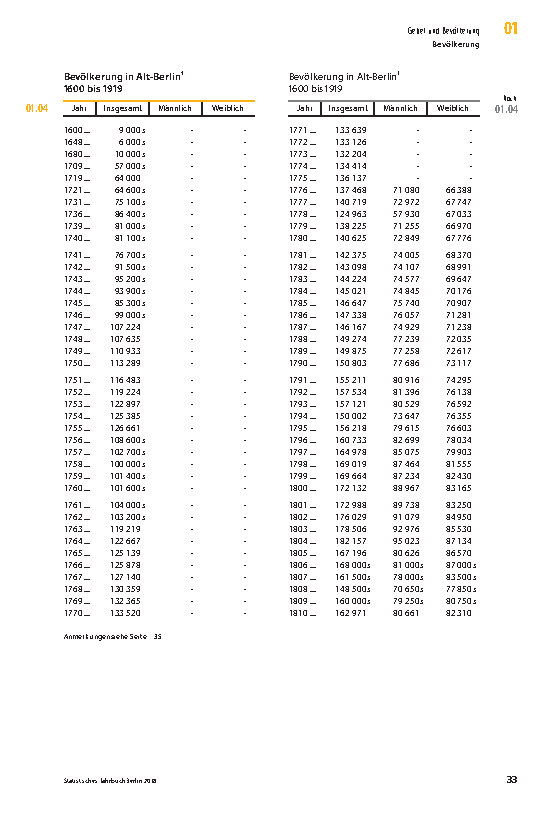 Gebiet und Bevölkerung 01
Bevölkerung
Bevölkerung in Alt-Berlin¹
1600 bis 1919
01.04 Jahr Insgesamt Männlich Weiblich
1600 ... 9 000 s - -
1648 ... 6 000 s - -
1680 ... 10 000 s - -
1709 ... 57 000 s - -
1719 ... 64 000 - -
1721 ... 64 600 s - -
1731 ... 75 100 s - -
1736 ... 86 400 s - -
1739 ... 81 000 s - -
1740 ... 81 100 s - -
1741 ... 76 700 s - -
1742 ... 91 500 s - -
1743 ... 95 200 s - -
1744 ... 93 900 s - -
1745 ... 85 300 s - -
1746 ... 99 000 s - -
1747 ... 107 224 - -
1748 ... 107 635 - -
1749 ... 110 933 - -
1750 ... 113 289 - -
1751 ... 116 483 - -
1752 ... 119 224 - -
1753 ... 122 897 - -
1754 ... 125 385 - -
1755 ... 126 661 - -
1756 ... 108 600 s - -
1757 ... 102 700 s - -
1758 ... 100 000 s - -
1759 ... 101 400 s - -
1760 ... 101 600 s - -
1761 ... 104 000 s - -
1762 ... 103 200 s - -
1763 ... 119 219 - -
1764 ... 122 667 - -
1765 ... 125 139 - -
1766 ... 125 878 - -
1767 ... 127 140 - -
1768 ... 130 359 - -
1769 ... 132 365 - -
1770 ... 133 520 - -
Anmerkungen siehe Seite 35
Bevölkerung in Alt-Berlin¹
1600 bis 1919
Noch
Jahr Insgesamt Männlich Weiblich 01.04
1771 ... 133 639 - -
1772 ... 133 126 - -
1773 ... 132 204 - -
1774 ... 134 414 - -
1775 ... 136 137 - -
1776 ... 137 468 71 080 66 388
1777 ... 140 719 72 972 67 747
1778 ... 124 963 57 930 67 033
1779 ... 138 225 71 255 66 970
1780 ... 140 625 72 849 67 776
1781 ... 142 375 74 005 68 370
1782 ... 143 098 74 107 68 991
1783 ... 144 224 74 577 69 647
1784 ... 145 021 74 845 70 176
1785 ... 146 647 75 740 70 907
1786 ... 147 338 76 057 71 281
1787 ... 146 167 74 929 71 238
1788 ... 149 274 77 239 72 035
1789 ... 149 875 77 258 72 617
1790 ... 150 803 77 686 73 117
1791 ... 155 211 80 916 74 295
1792 ... 157 534 81 396 76 138
1793 ... 157 121 80 529 76 592
1794 ... 150 002 73 647 76 355
1795 ... 156 218 79 615 76 603
1796 ... 160 733 82 699 78 034
1797 ... 164 978 85 075 79 903
1798 ... 169 019 87 464 81 555
1799 ... 169 664 87 234 82 430
1800 ... 172 132 88 967 83 165
1801 ... 172 988 89 738 83 250
1802 ... 176 029 91 079 84 950
1803 ... 178 506 92 976 85 530
1804 ... 182 157 95 023 87 134
1805 ... 167 196 80 626 86 570
1806 ... 168 000 s 81 000 s 87 000 s
1807 ... 161 500 s 78 000 s 83 500 s
1808 ... 148 500 s 70 650 s 77 850 s
1809 ... 160 000 s 79 250 s 80 750 s
1810 ... 162 971 80 661 82 310
Statistisches Jahrbuch Berlin 2018 33